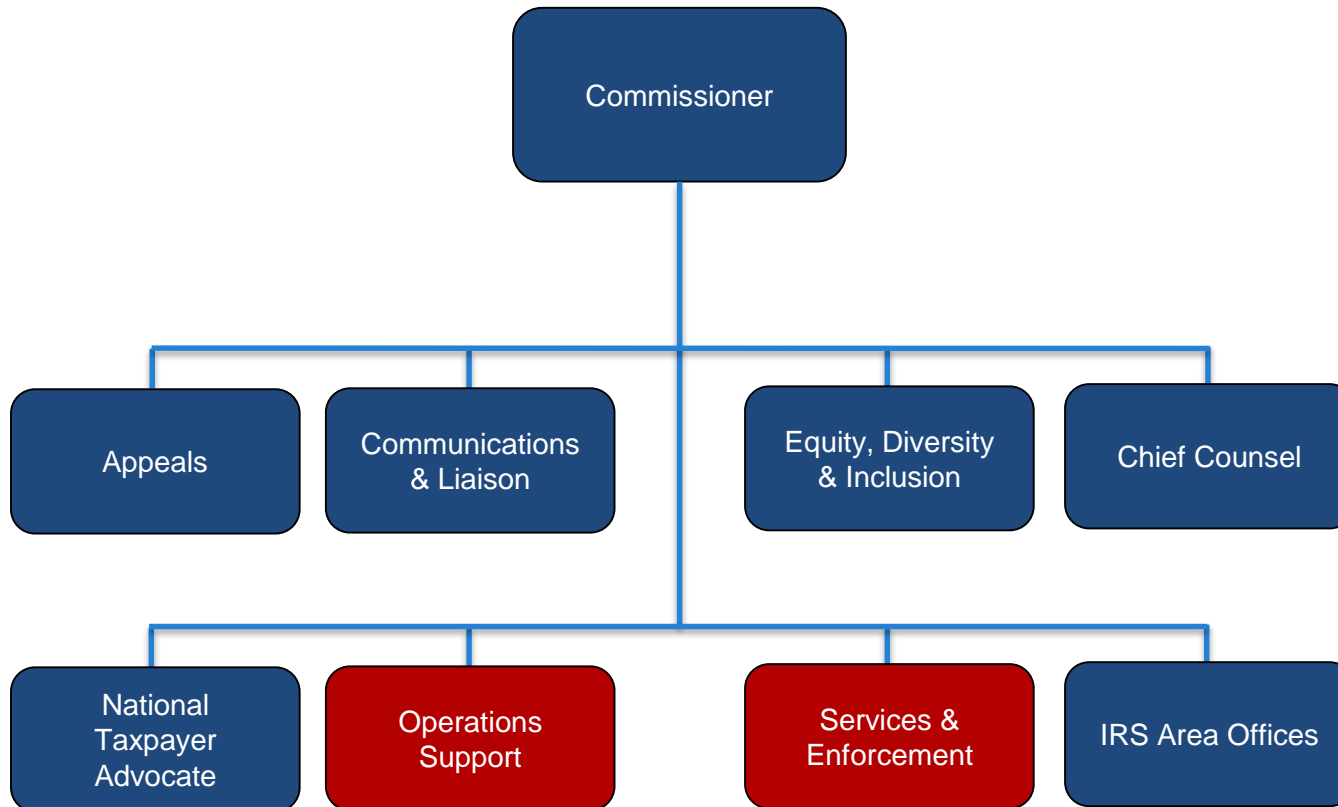 Commissioner
Appeals
Communications
& Liaison
Equity, Diversity
& Inclusion
Chief Counsel
National
Taxpayer
Advocate
Operations
Support
Services &
Enforcement
IRS Area Offices